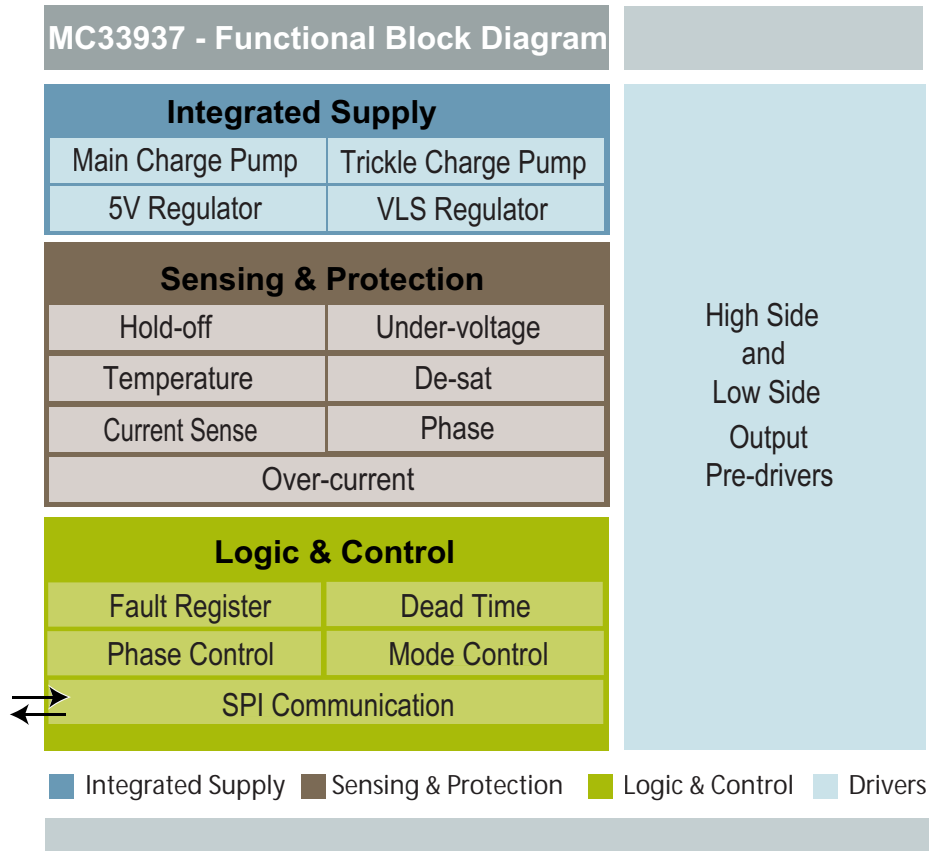 MC33937 - Functional Block Diagram
Integrated Supply
Main Charge Pump
Trickle Charge Pump
5V Regulator
VLS Regulator
Sensing & Protection
Hold-off
Under-voltage
Temperature
De-sat
Current Sense
Phase
Over-current
Logic & Control
Fault Register
Dead Time
Phase Control
Mode Control
SPI Communication
High Side
and
Low Side
Output
Pre-drivers
Integrated Supply
Sensing & Protection
Logic & Control
Drivers